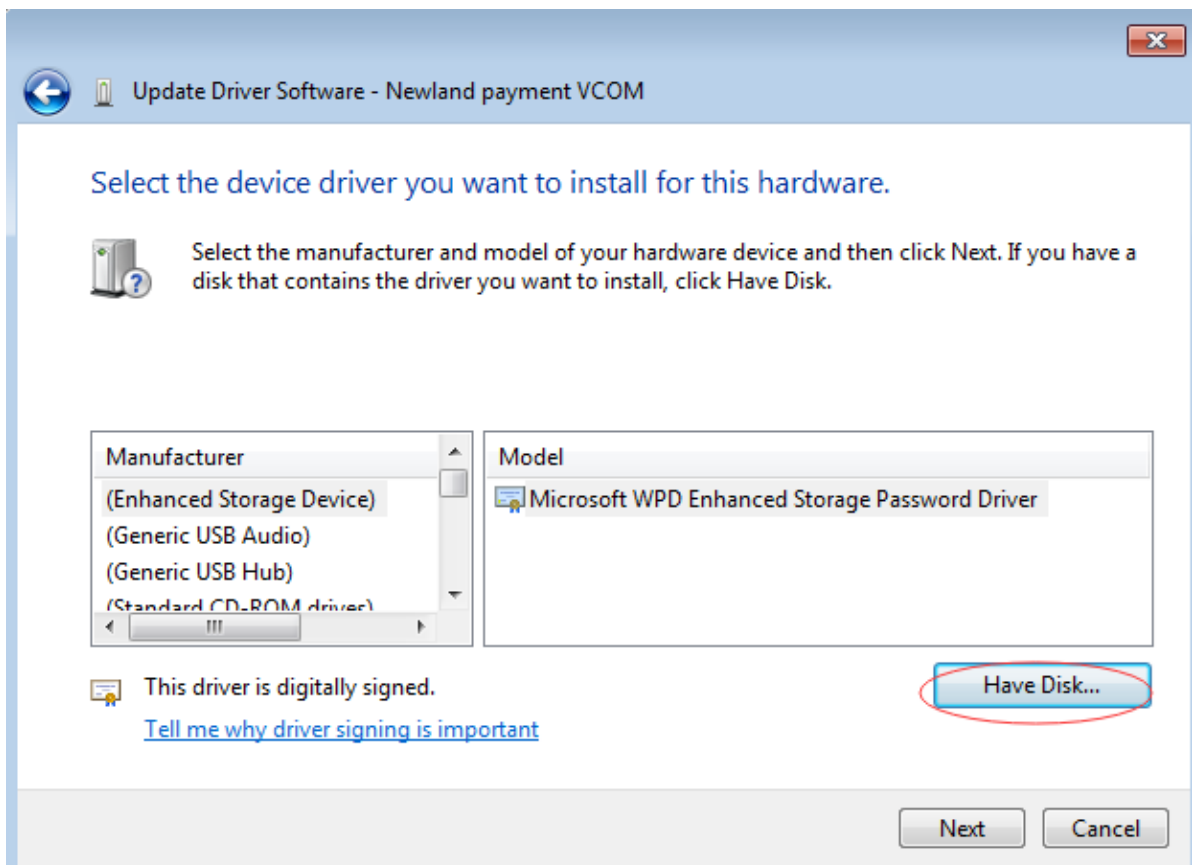 Update Driver Software - Newland payment VCOM
Select the device driver you want to install for this hardware.
Select the manufacturer and model of your hardware device and then click Next. If you have a
disk that contains the driver you want to install, click Have Disk.
Manufacturer
(Enhanced Storage Device)
(Generic USB Audio)
(Generic USB Hub)
(Standard CD-ROM drives)
Model
Microsoft WPD Enhanced Storage Password Driver
This driver is digitally signed.
Tell me why driver signing is important
Have Disk...
Next
Cancel